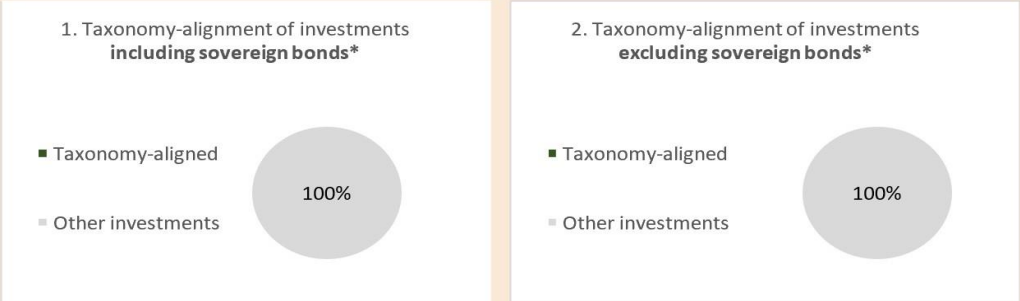 1. Taxonomy-alignment of investments
including sovereign bonds*
Taxonomy-aligned
100%
Other investments
2. Taxonomy-alignment of investments
excluding sovereign bonds*
Taxonomy-aligned
100%
Other investments